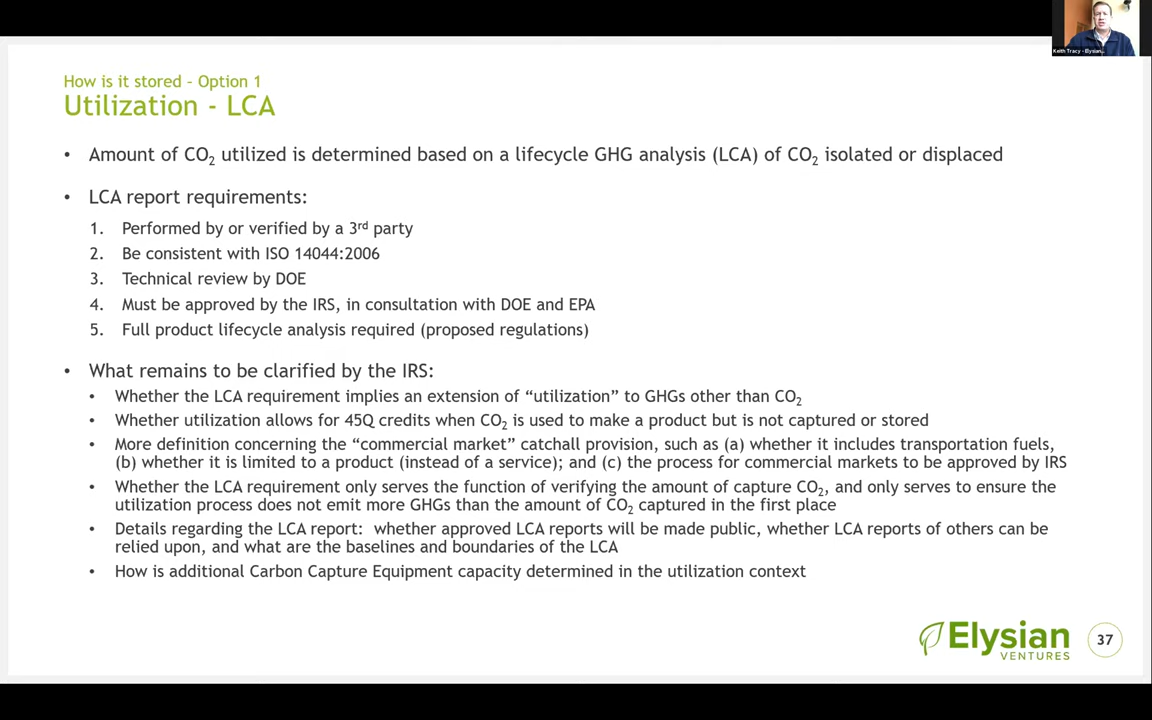 Keith Tracy - Elysian...
How is it stored – Option 1
Utilization - LCA
• Amount of CO₂ utilized is determined based on a lifecycle GHG analysis (LCA) of CO₂ isolated or displaced
• LCA report requirements:
1. Performed by or verified by a 3rd party
2. Be consistent with ISO 14044:2006
3. Technical review by DOE
4. Must be approved by the IRS, in consultation with DOE and EPA
5. Full product lifecycle analysis required (proposed regulations)
• What remains to be clarified by the IRS:
• Whether the LCA requirement implies an extension of “utilization” to GHGs other than CO₂
• Whether utilization allows for 45Q credits when CO₂ is used to make a product but is not captured or stored
• More definition concerning the “commercial market” catchall provision, such as (a) whether it includes transportation fuels,
(b) whether it is limited to a product (instead of a service); and (c) the process for commercial markets to be approved by IRS
• Whether the LCA requirement only serves the function of verifying the amount of capture CO₂, and only serves to ensure the
utilization process does not emit more GHGs than the amount of CO₂ captured in the first place
• Details regarding the LCA report: whether approved LCA reports will be made public, whether LCA reports of others can be
relied upon, and what are the baselines and boundaries of the LCA
• How is additional Carbon Capture Equipment capacity determined in the utilization context
Elysian
VENTURES
37